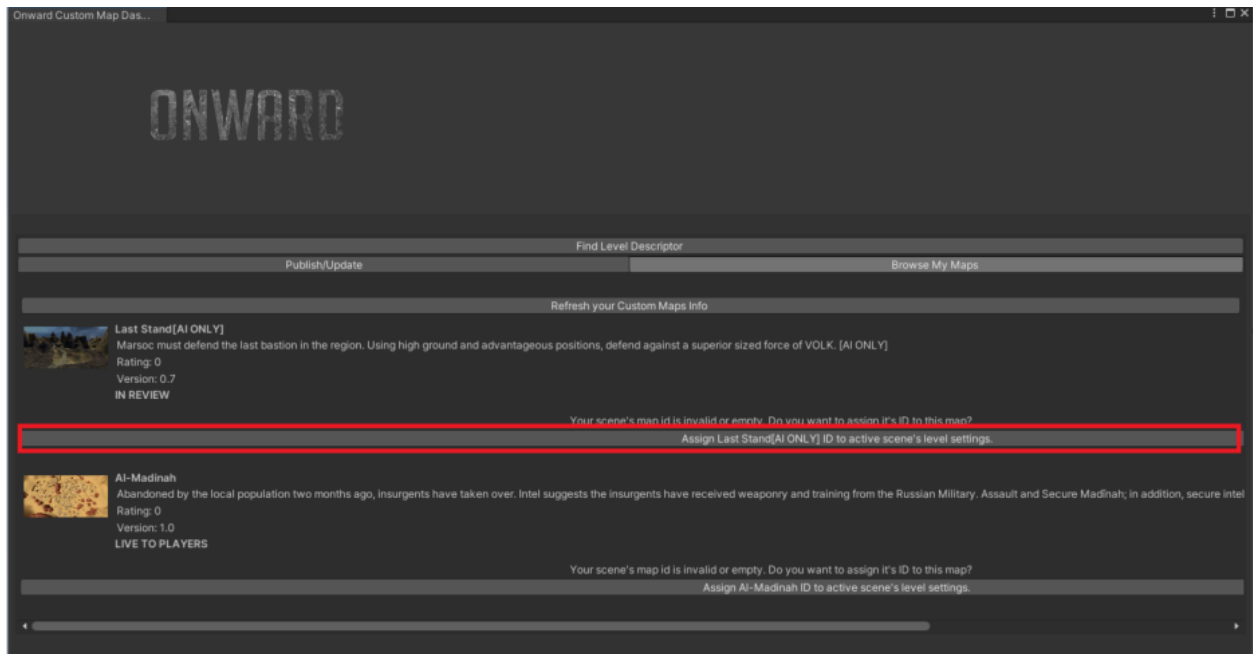 Onward Custom Map Das...
ONWARD
Find Level Descriptor
Publish/Update
Browse My Maps
Refresh your Custom Maps Info
Last Stand[AI ONLY]
Marsoc must defend the last bastion in the region. Using high ground and advantageous positions, defend against a superior sized force of VOLK. [AI ONLY]
Rating: 0
Version: 0.7
IN REVIEW
Your scene's map id is invalid or empty. Do you want to assign it's ID to this map?
Assign Last Stand[AI ONLY] ID to active scene's level settings.
Al-Madinah
Abandoned by the local population two months ago, insurgents have taken over. Intel suggests the insurgents have received weaponry and training from the Russian Military. Assault and Secure Madīnah; in addition, secure intel
Rating: 0
Version: 1.0
LIVE TO PLAYERS
Your scene's map id is invalid or empty. Do you want to assign it's ID to this map?
Assign Al-Madinah ID to active scene's level settings.